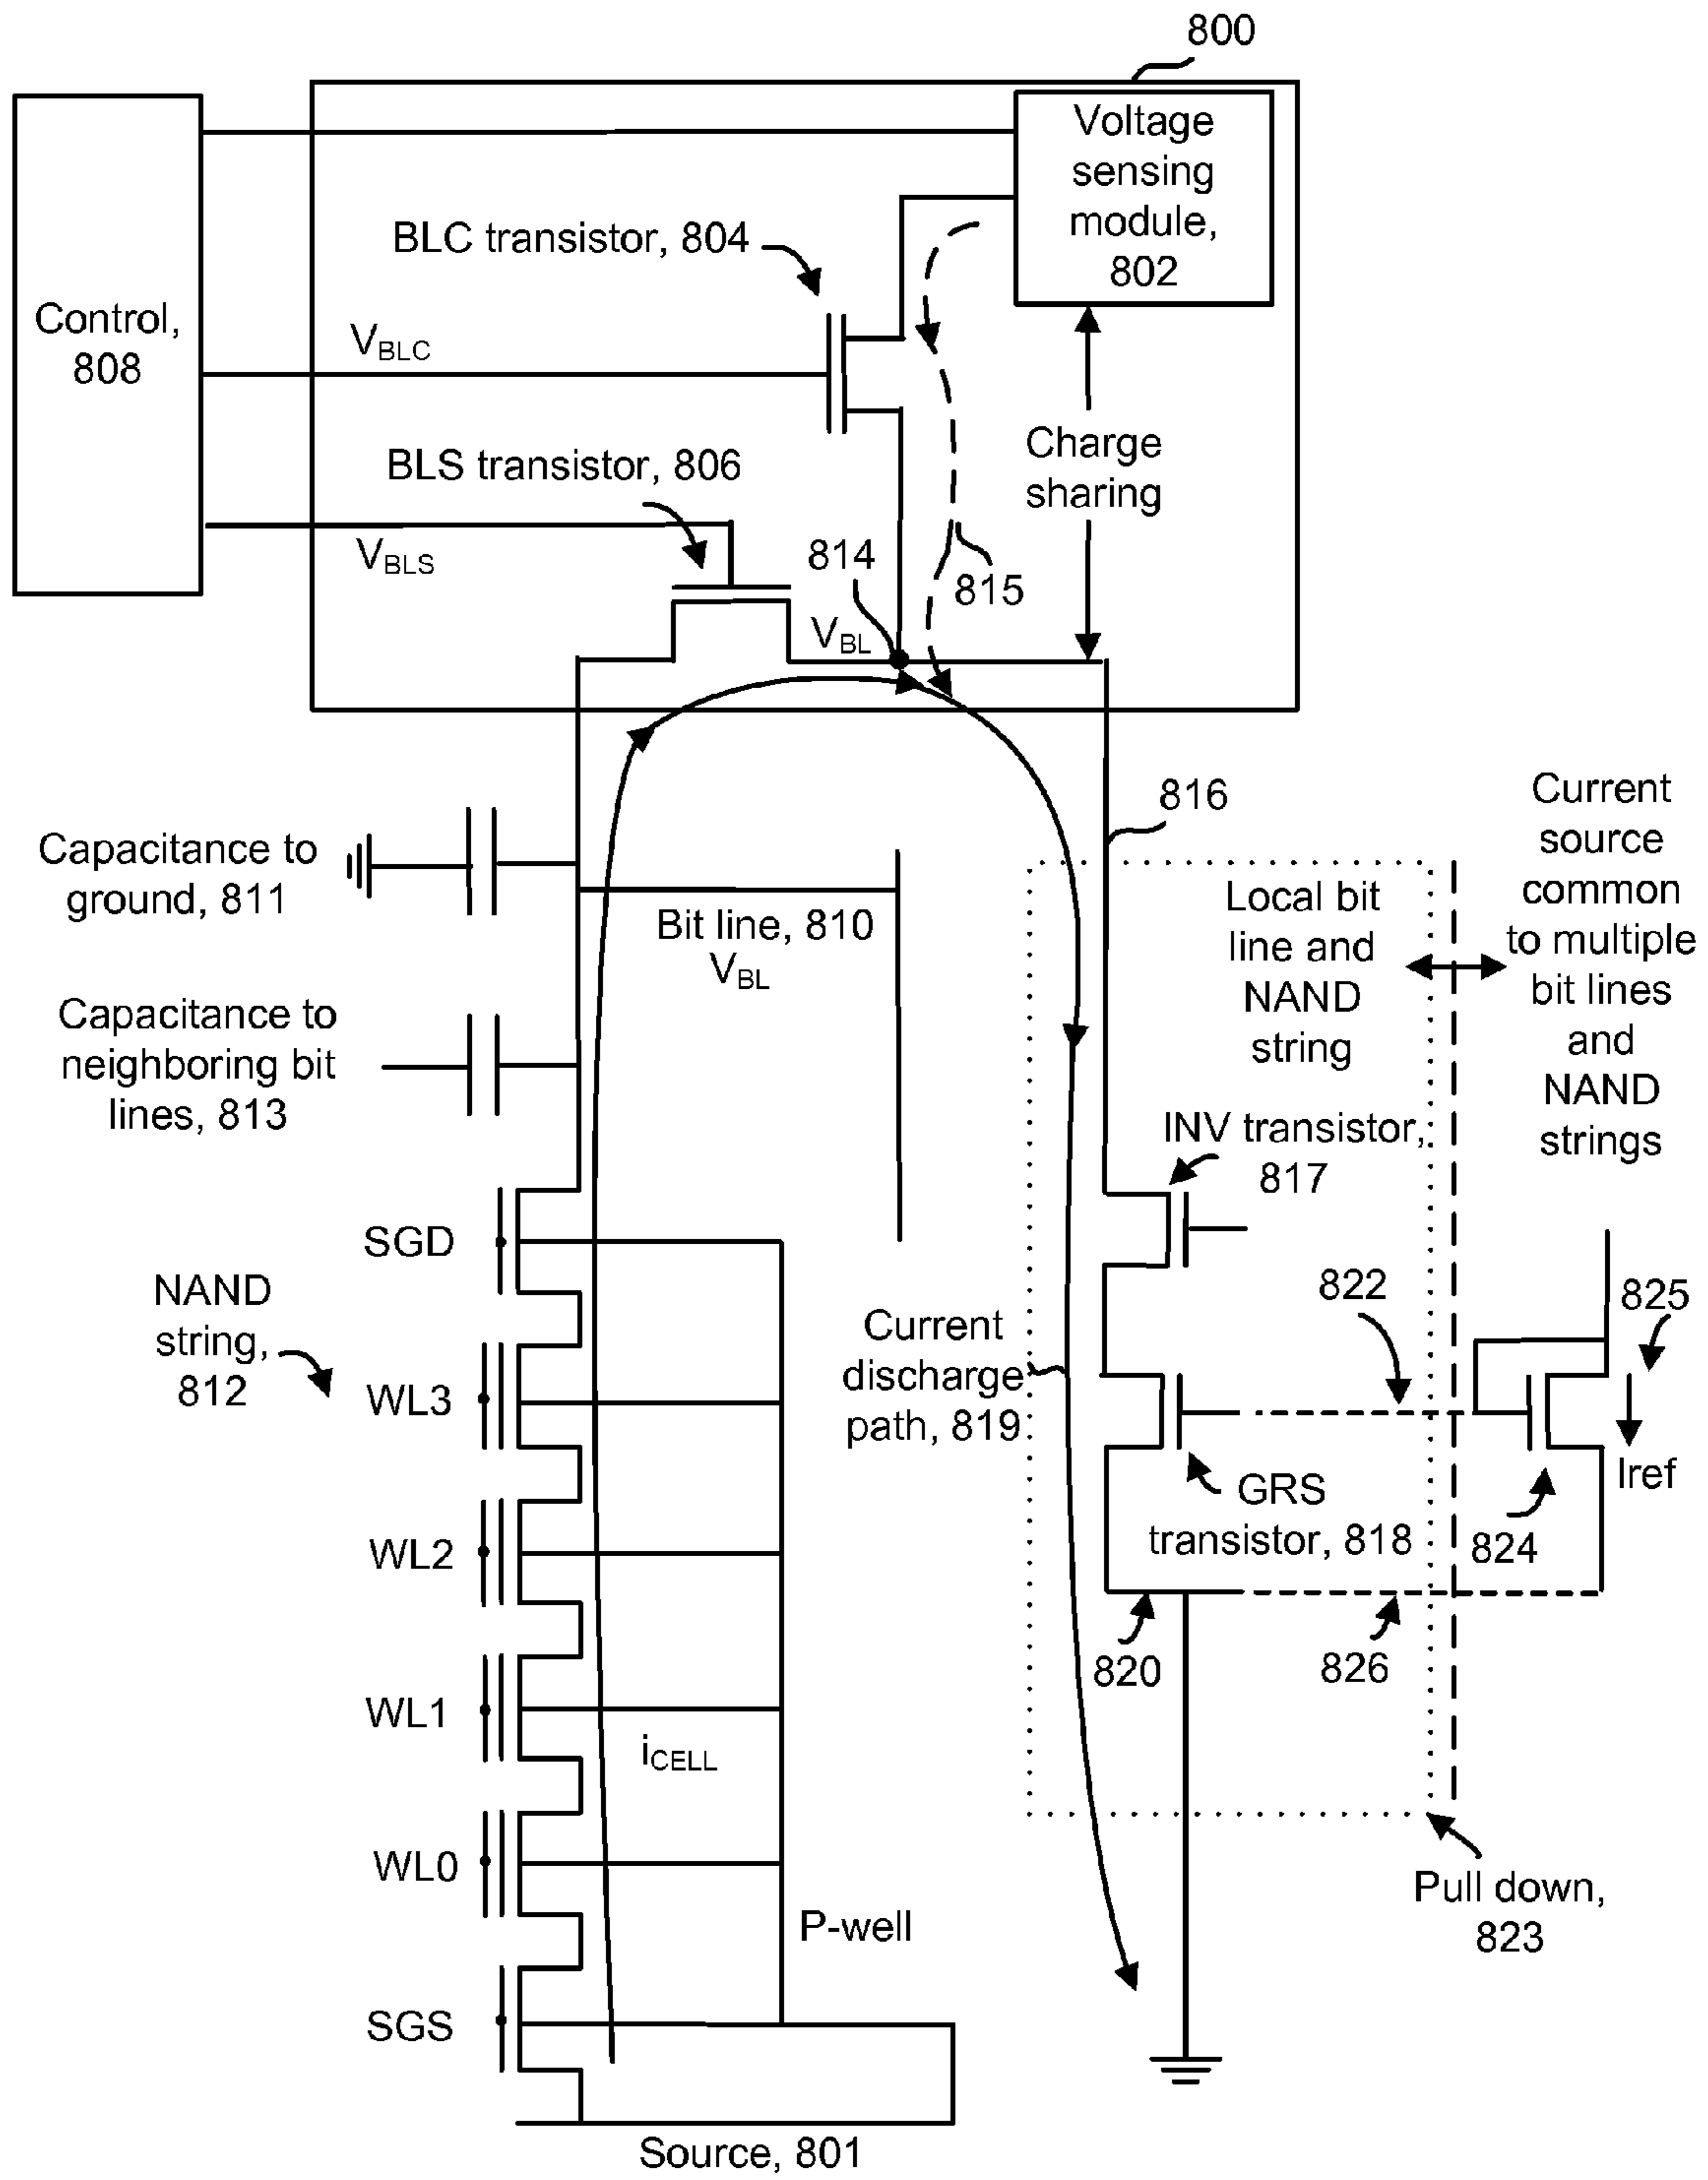 800
Voltage
sensing
module,
802
BLC transistor, 804
Control,
808
VBLC
Charge
sharing
BLS transistor, 806
VBLS
814
815
VBL
816
Current
source
common
to multiple
bit lines
and
NAND
strings
Capacitance to
ground, 811
Local bit
line and
NAND
string
Bit line, 810
VBL
Capacitance to
neighboring bit
lines, 813
INV transistor,
817
SGD
NAND
string,
812
822
825
Current
discharge
path, 819
WL3
Iref
GRS
transistor, 818
824
WL2
820
826
WL1
iCELL
WL0
Pull down,
823
P-well
SGS
Source, 801